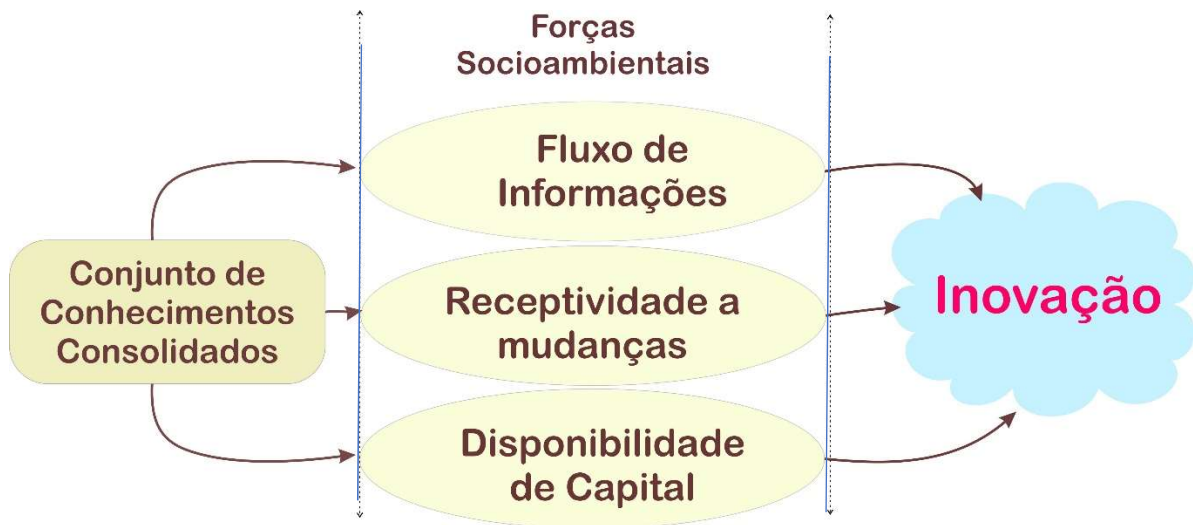 Forças
Socioambientais
Fluxo de
Informações
Conjunto de
Conhecimentos
Consolidados
Receptividade a
mudanças
Inovação
Disponibilidade
de Capital